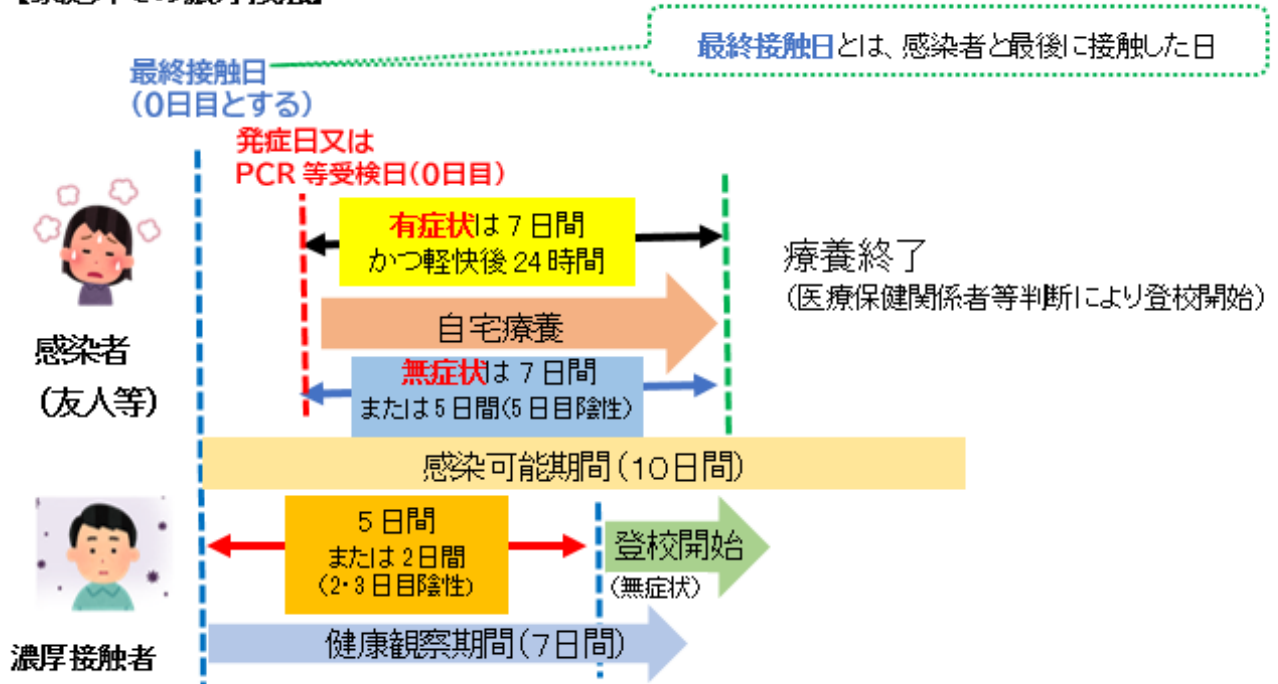 最終接触日とは、感染者と最後に接触した日
最終接触日
(0日目とする)
発症日又は
PCR 等受検日(0日目)
有症状は7日間
かつ軽快後24時間
療養終了
(医療保健関係者等判断により登校開始)
自宅療養
感染者
(友人等)
無症状は7日間
または5日間(5日目陰性)
感染可能期間(10日間)
5日間
または2日間
(2・3日目陰性)
登校開始
(無症状)
健康観察期間(7日間)
濃厚接触者